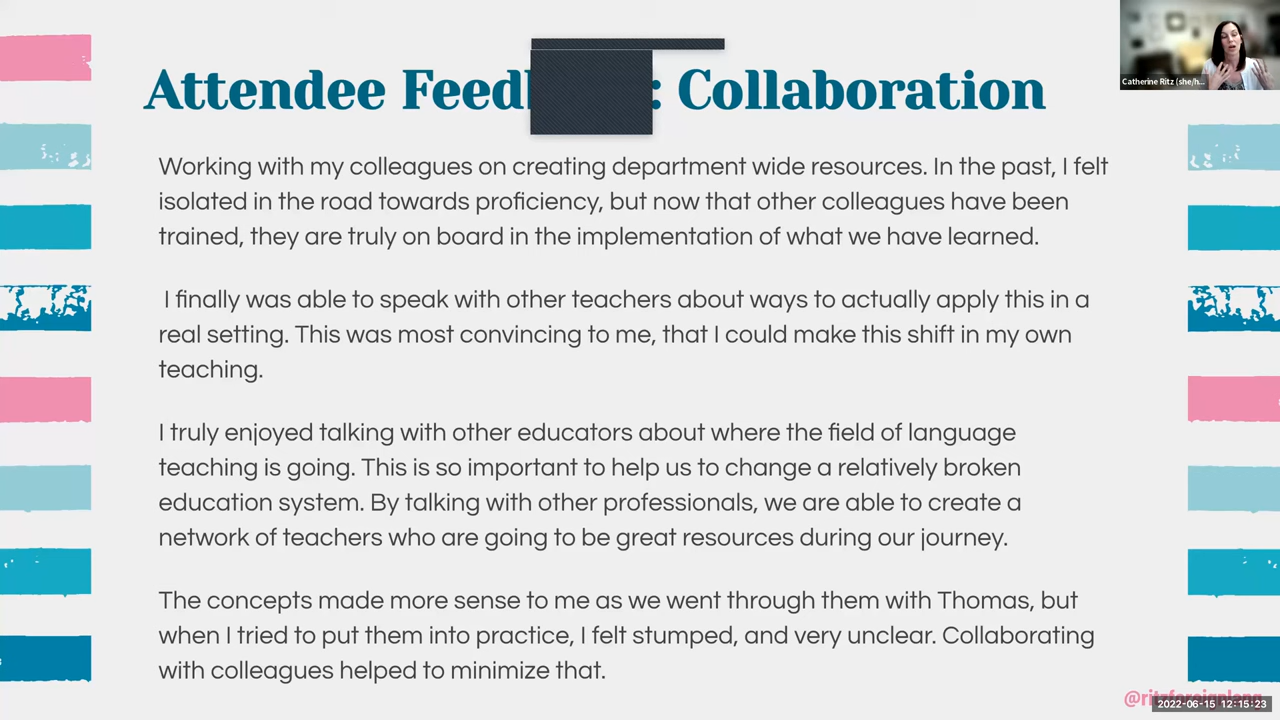 Attendee Feed : Collaboration
Catherine Ritz (she/h...
Working with my colleagues on creating department wide resources. In the past, I felt
isolated in the road towards proficiency, but now that other colleagues have been
trained, they are truly on board in the implementation of what we have learned.
I finally was able to speak with other teachers about ways to actually apply this in a
real setting. This was most convincing to me, that I could make this shift in my own
teaching.
I truly enjoyed talking with other educators about where the field of language
teaching is going. This is so important to help us to change a relatively broken
education system. By talking with other professionals, we are able to create a
network of teachers who are going to be great resources during our journey.
The concepts made more sense to me as we went through them with Thomas, but
when I tried to put them into practice, I felt stumped, and very unclear. Collaborating
with colleagues helped to minimize that.
@ritzforeignlang
2022-06-15 12:15:23